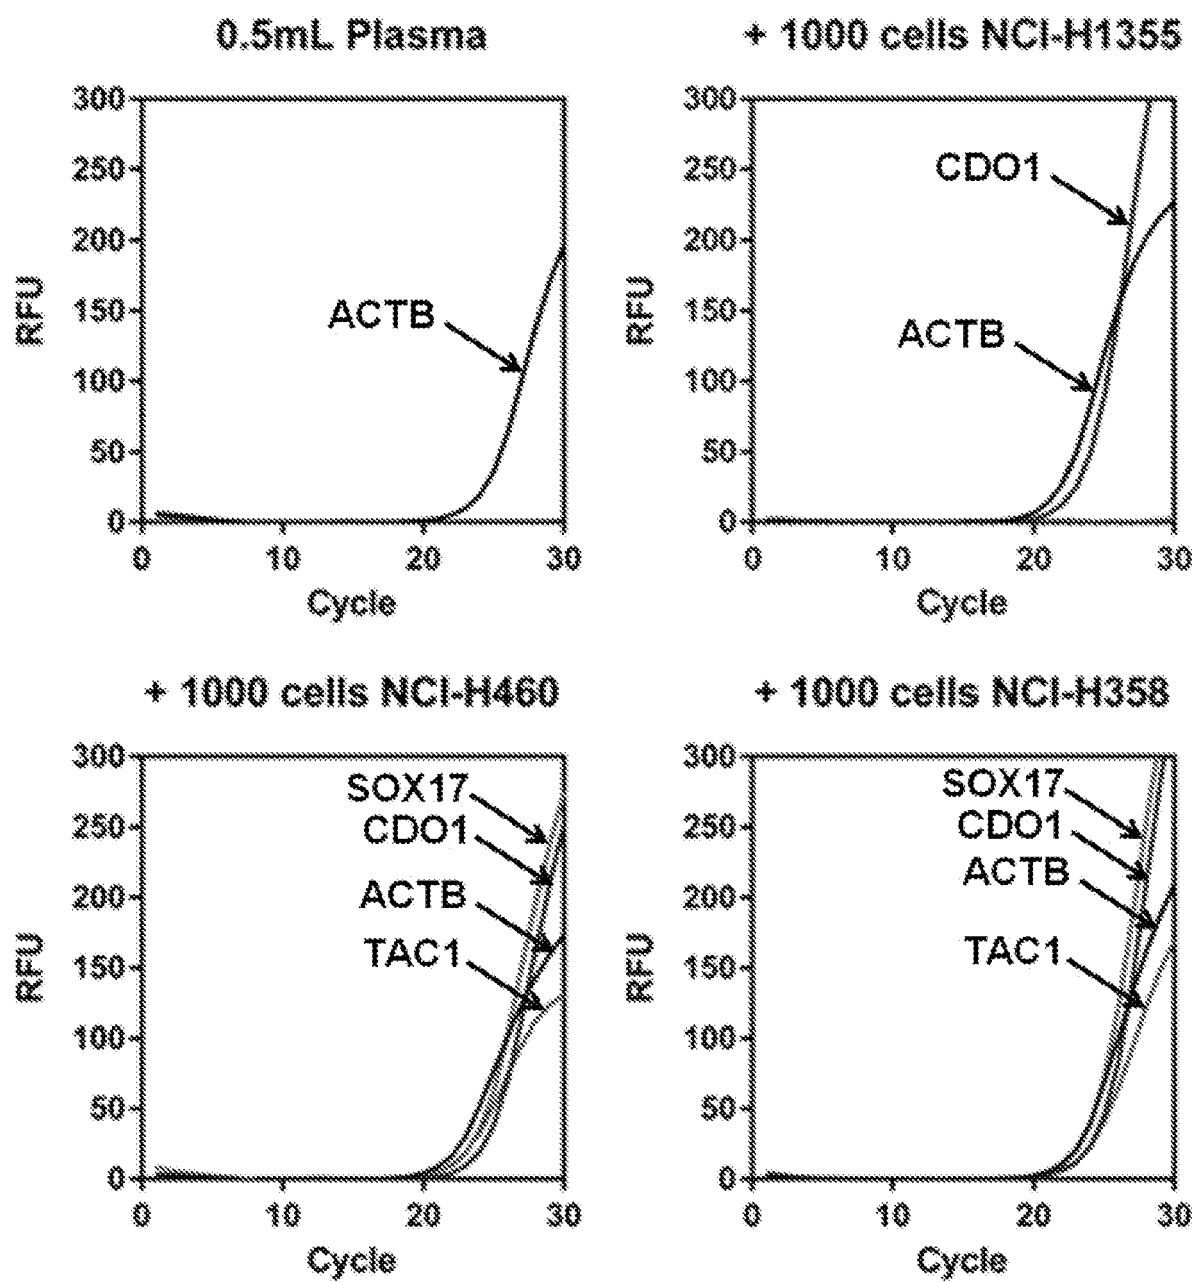 0.5mL Plasma
300
250
200
150
100
50
0
RFU
ACTB
0 10 20 30
Cycle
+ 1000 cells NCI-H1355
300
250
200
150
100
50
0
RFU
CDO1
ACTB
0 10 20 30
Cycle
+ 1000 cells NCI-H460
300
250
200
150
100
50
0
RFU
SOX17
CDO1
ACTB
TAC1
0 10 20 30
Cycle
+ 1000 cells NCI-H358
300
250
200
150
100
50
0
RFU
SOX17
CDO1
ACTB
TAC1
0 10 20 30
Cycle